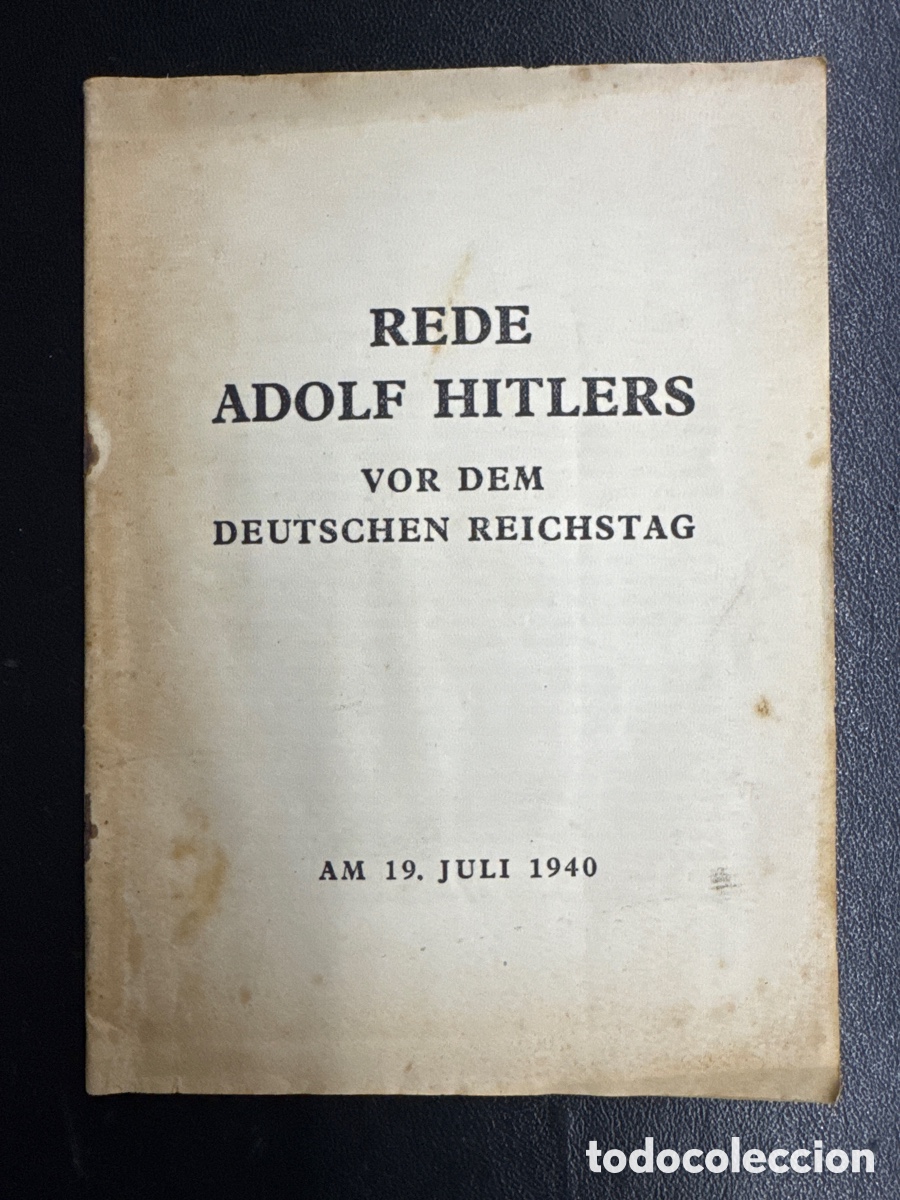 REDE
ADOLF HITLERS
VOR DEM
DEUTSCHEN REICHSTAG
AM 19. JULI 1940
todocoleccion